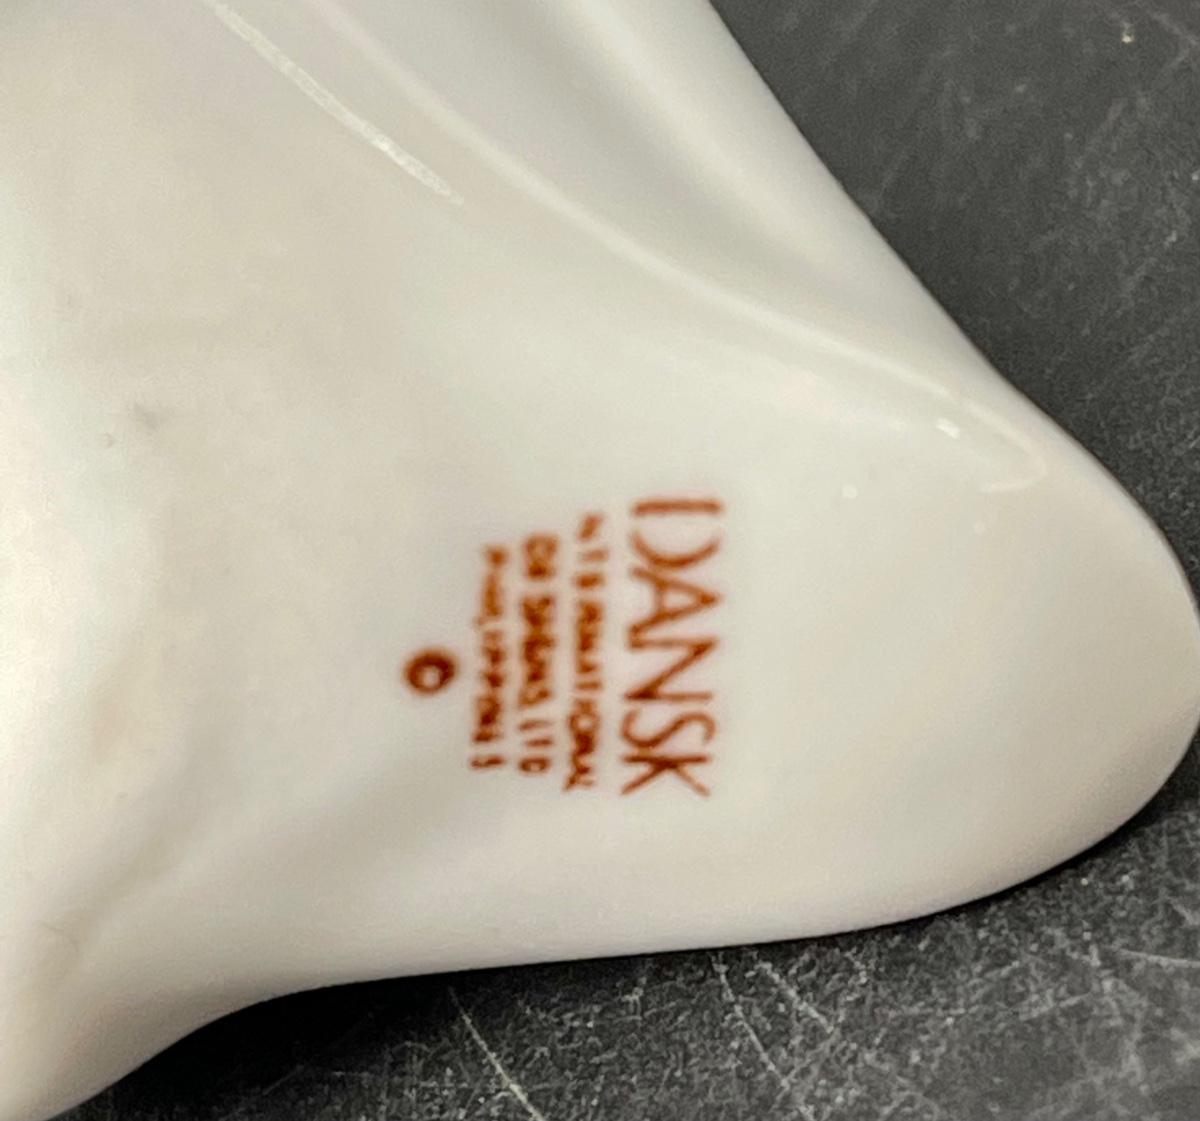 DANSK
INTERNATIONAL
DESIGNS LTD
PHILIPPINES
©